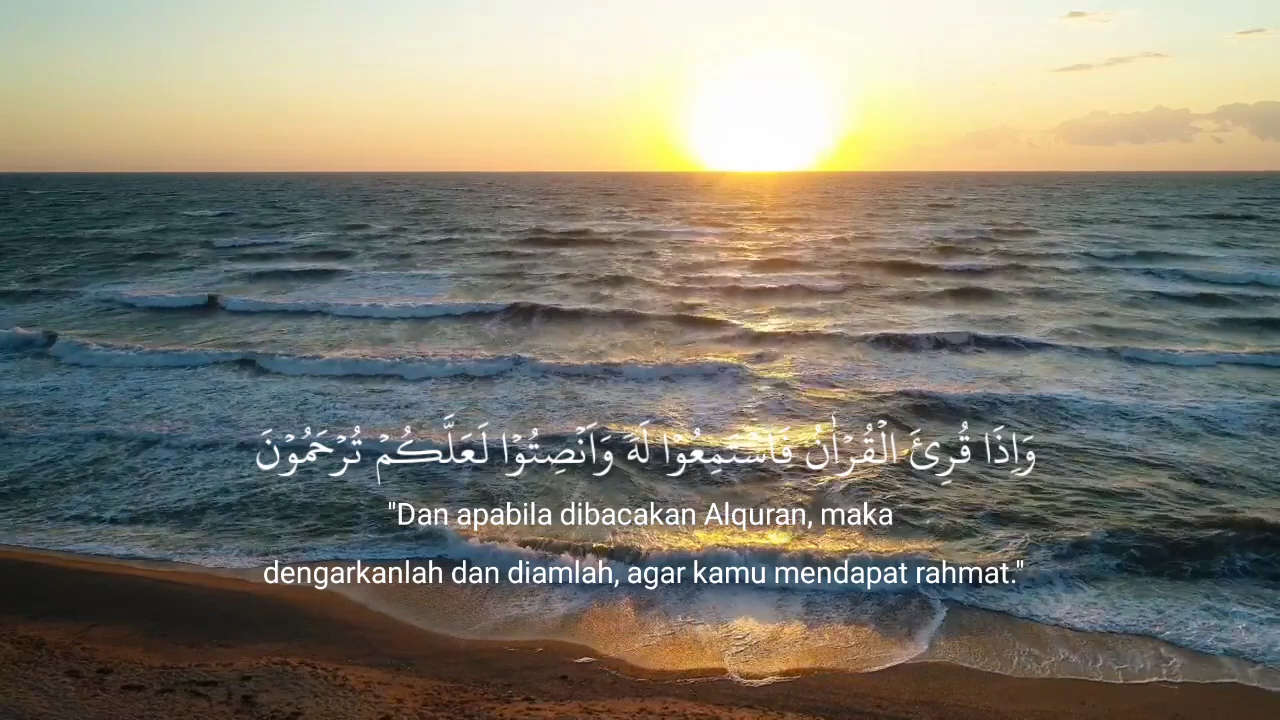 وَاِذَا قُرِئَ الْقُرْاٰنُ فَاسْتَمِعُوْا لَهٗ وَاَنْصِتُوْا لَعَلَّكُمْ تُرْحَمُوْنَ
"Dan apabila dibacakan Alquran, maka
dengarkanlah dan diamlah, agar kamu mendapat rahmat."